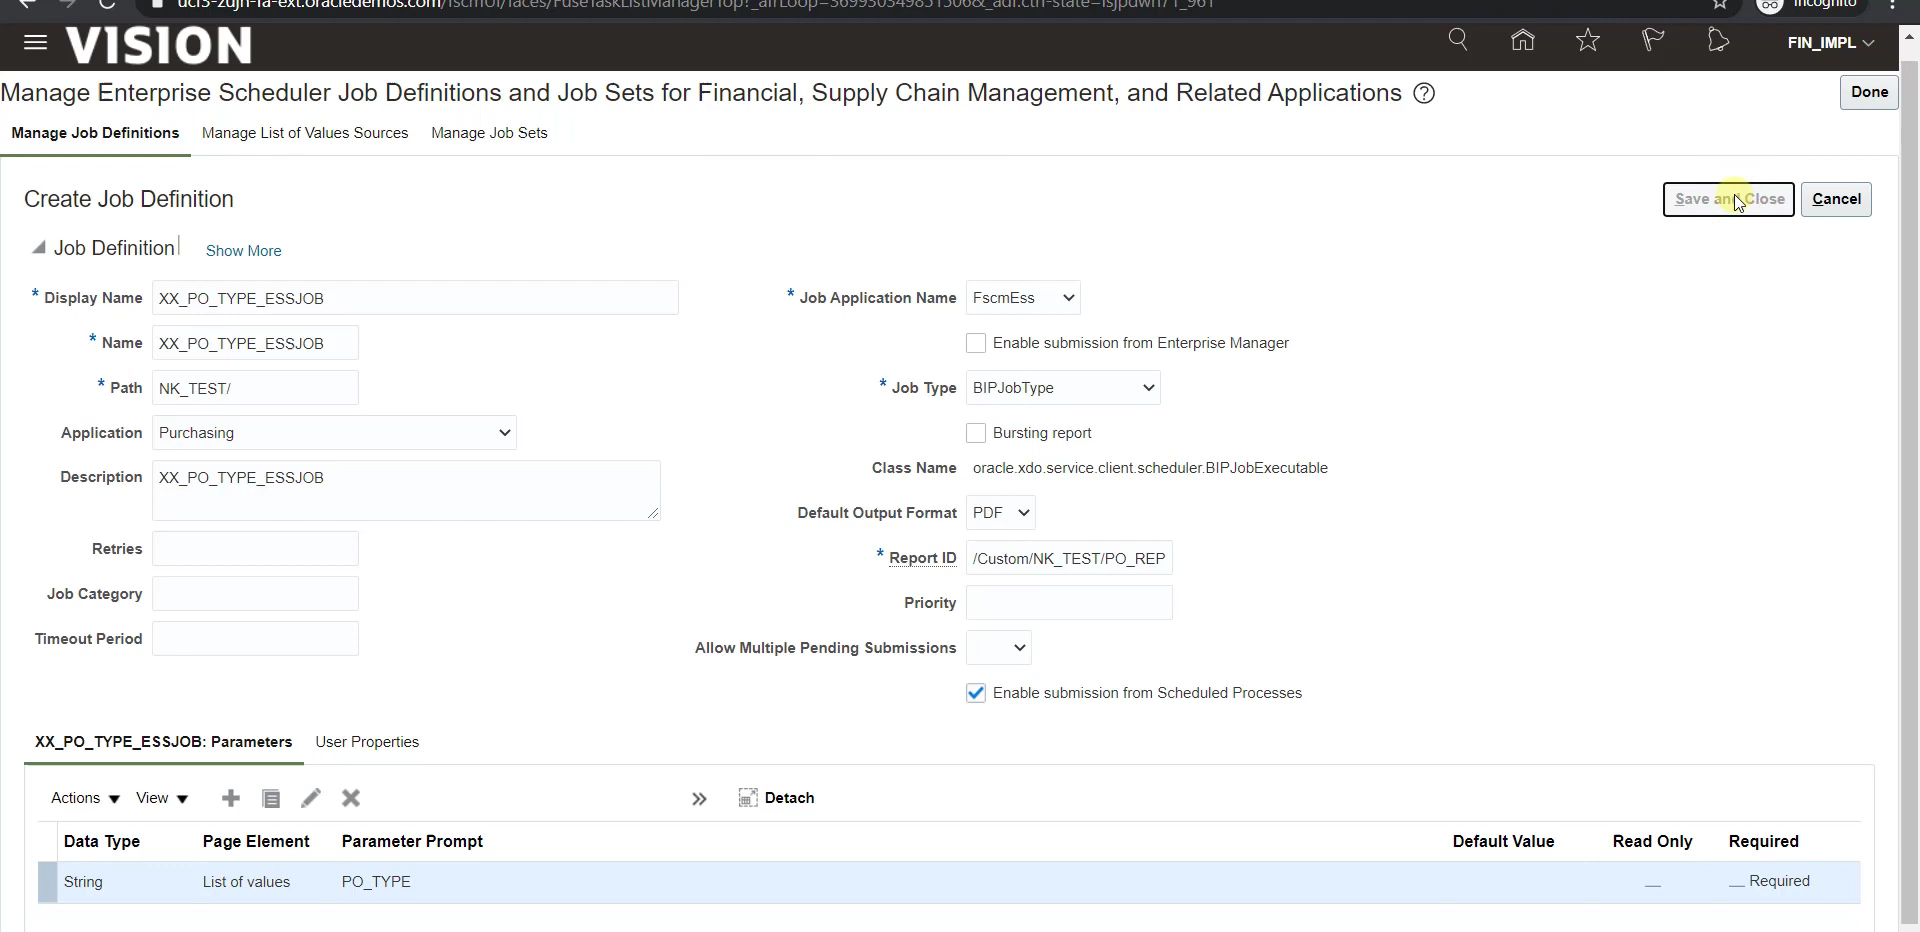 Incognito
VISION
FIN_IMPL
Manage Enterprise Scheduler Job Definitions and Job Sets for Financial, Supply Chain Management, and Related Applications ?
Done
Manage Job Definitions Manage List of Values Sources Manage Job Sets
Create Job Definition
Save and Close Cancel
Job Definition Show More
* Display Name XX_PO_TYPE_ESSJOB
* Name XX_PO_TYPE_ESSJOB
* Path NK_TEST/
Application Purchasing
Description XX_PO_TYPE_ESSJOB
Retries
Job Category
Timeout Period
* Job Application Name FscmEss
Enable submission from Enterprise Manager
* Job Type BIPJobType
Bursting report
Class Name oracle.xdo.service.client.scheduler.BIPJobExecutable
Default Output Format PDF
* Report ID /Custom/NK_TEST/PO_REP
Priority
Allow Multiple Pending Submissions
Enable submission from Scheduled Processes
XX_PO_TYPE_ESSJOB: Parameters User Properties
Actions View Detach
Data Type Page Element Parameter Prompt Default Value Read Only Required
String List of values PO_TYPE Required